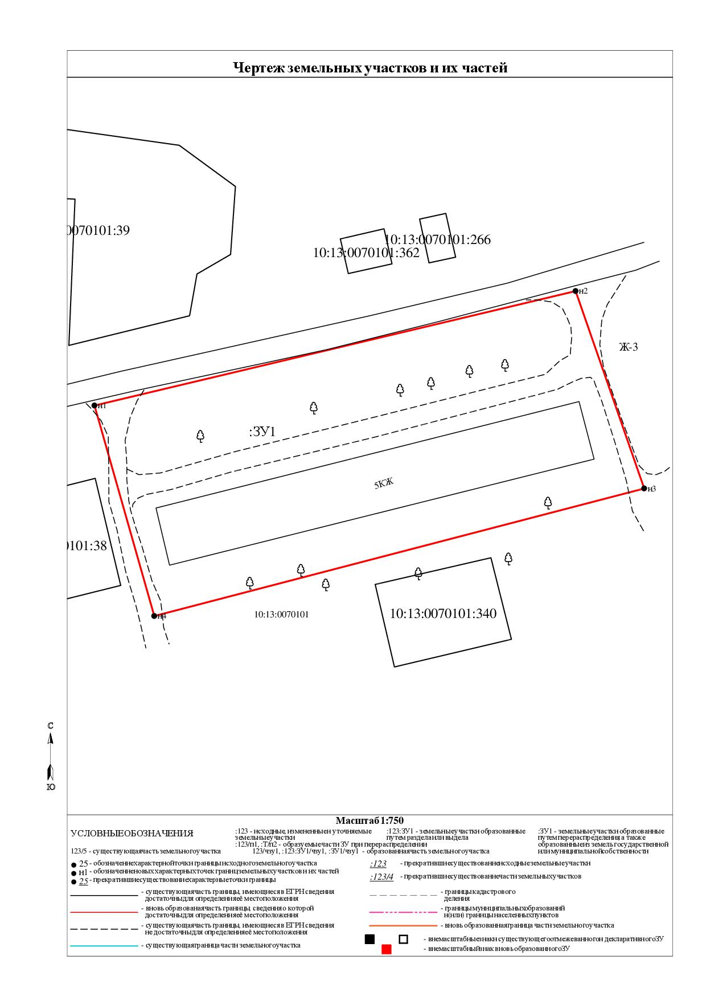 Чертеж земельных участков и их частей
0070101:39
10:13:0070101:266
10:13:0070101:362
н2
Ж-3
н1
:ЗУ1
5КЖ
н3
0101:38
н4
10:13:0070101
10:13:0070101:340
С
Ю
Масштаб 1:750
УСЛОВНЫЕ ОБОЗНАЧЕНИЯ
:123 - исходные, измененные и уточняемые
земельные участки
:123/п1, :Т/п2 - образуемые части ЗУ при перераспределении
:123:ЗУ1 - земельные участки образованные
путем раздела или выдела
:ЗУ1 - земельные участки образованные
путем перераспределения, а также
образованные из земель государственной
или муниципальной собственности
123/5 - существующая часть земельного участка
123/чзу1, :123:ЗУ1/чзу1, :ЗУ1/чзу1 - образованная часть земельного участка
25 - обозначение характерной точки границы исходного земельного участка
н1 - обозначение новых характерных точек границ земельных участков и их частей
25 - прекратившие существование характерные точки границы
:123 - прекратившие существование исходные земельные участки
:123/4 - прекратившие существование части земельных участков
- существующая часть границы, имеющиеся в ЕГРН сведения
достаточны для определения её местоположения
- вновь образованая часть границы, сведения о которой
достаточны для определения её местоположения
- существующая часть границы, имеющиеся в ЕГРН сведения
не достаточны для определения её местоположения
- существующая граница части земельного участка
- границы кадастрового
деления
- границы муниципальных образований
и (или) границы населенных пунктов
- вновь образованная граница части земельного участка
- внемасштабные знаки существующего отмежеванного и декларативного ЗУ
- внемасштабный знак вновь образованного ЗУ